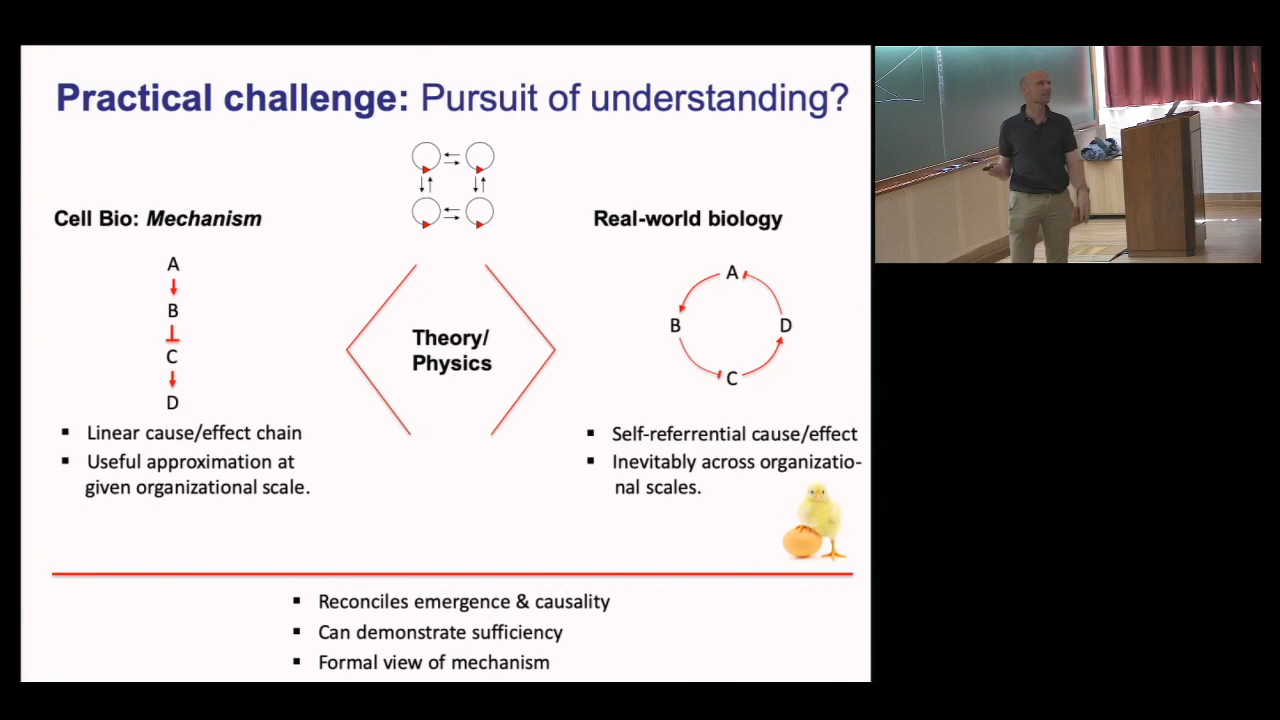 Practical challenge: Pursuit of understanding?
Cell Bio: Mechanism
A
B
C
D
▪ Linear cause/effect chain
▪ Useful approximation at
given organizational scale.
Theory/
Physics
Real-world biology
A
B
D
C
▪ Self-referrential cause/effect
▪ Inevitably across organizatio-
nal scales.
▪ Reconciles emergence & causality
▪ Can demonstrate sufficiency
▪ Formal view of mechanism